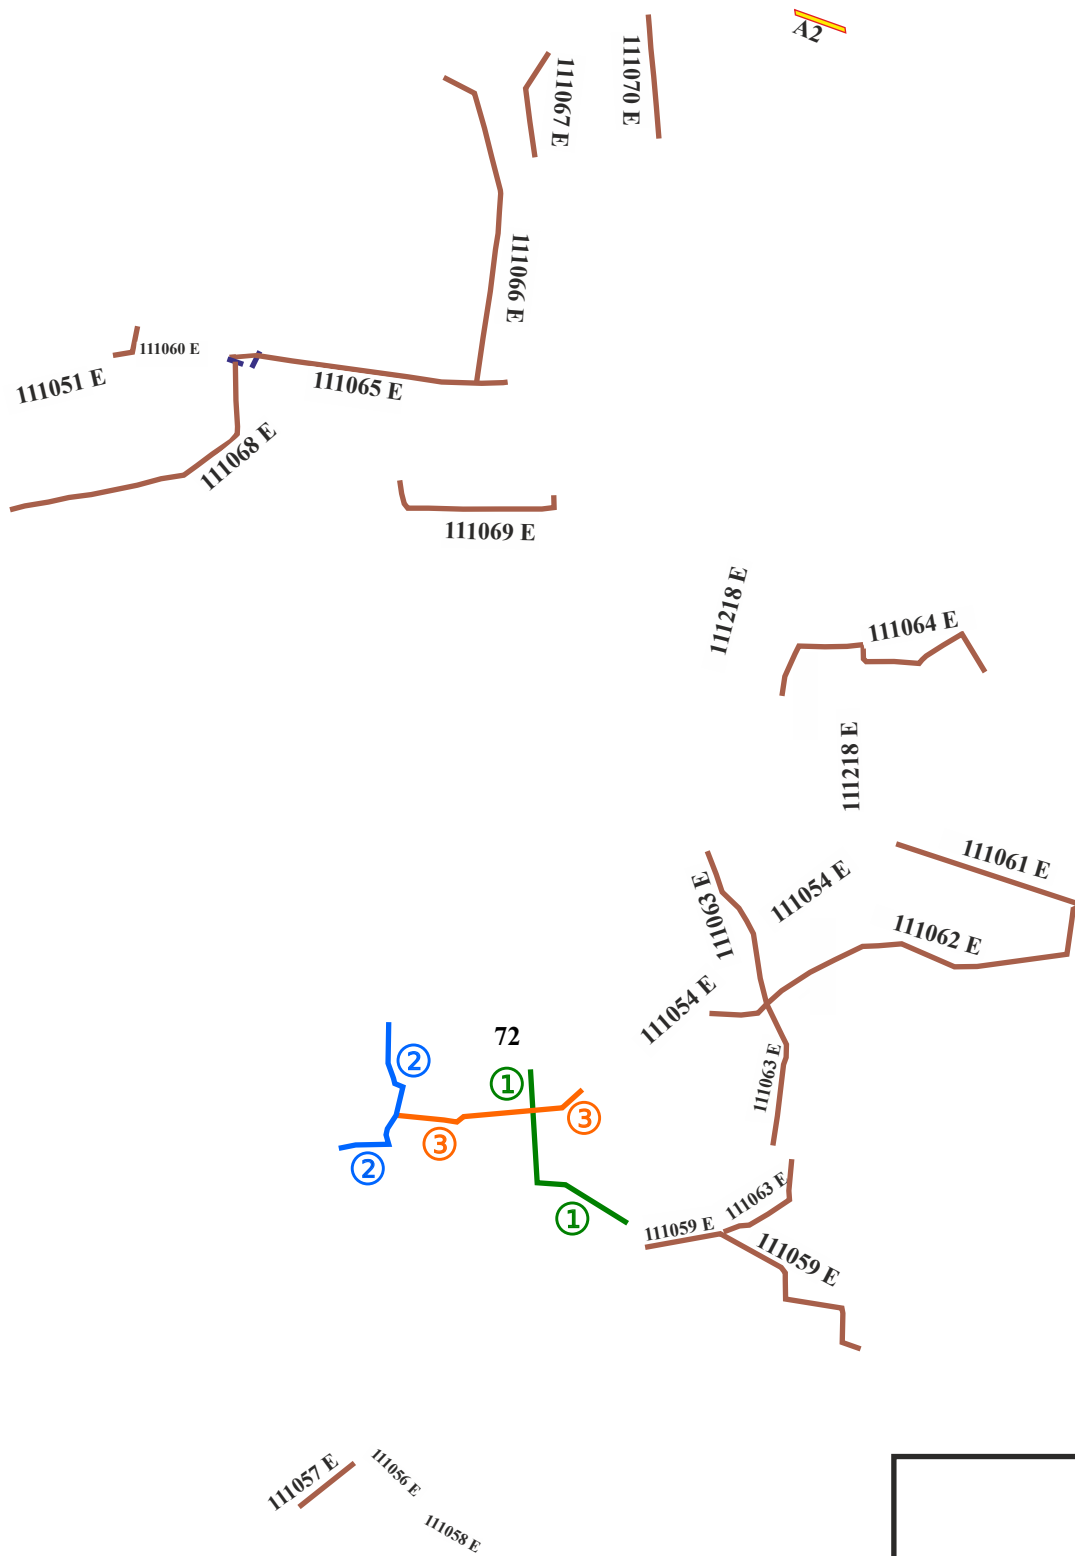 A2
111070 E
111067 E
111066 E
111060 E
111051 E
111065 E
111068 E
111069 E
111218 E
111064 E
111218 E
111061 E
111063 E
111054 E
111062 E
111054 E
72
②
①
111063 E
③
③
②
①
111063 E
111059 E
111059 E
111057 E
111056 E
111058 E